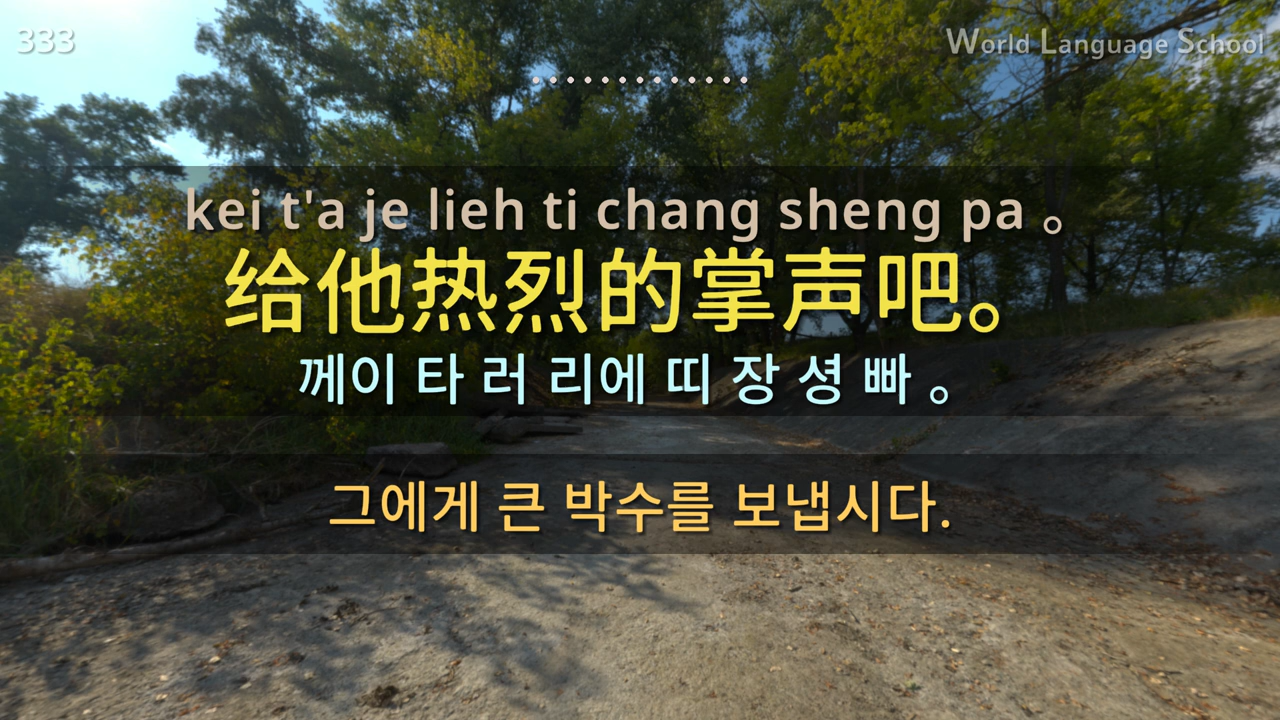 333
World Language School
kei t'a je lieh ti chang sheng pa 。
给他热烈的掌声吧。
께이 타 러 리에 띠 장 셩 빠 。
그에게 큰 박수를 보냅시다.